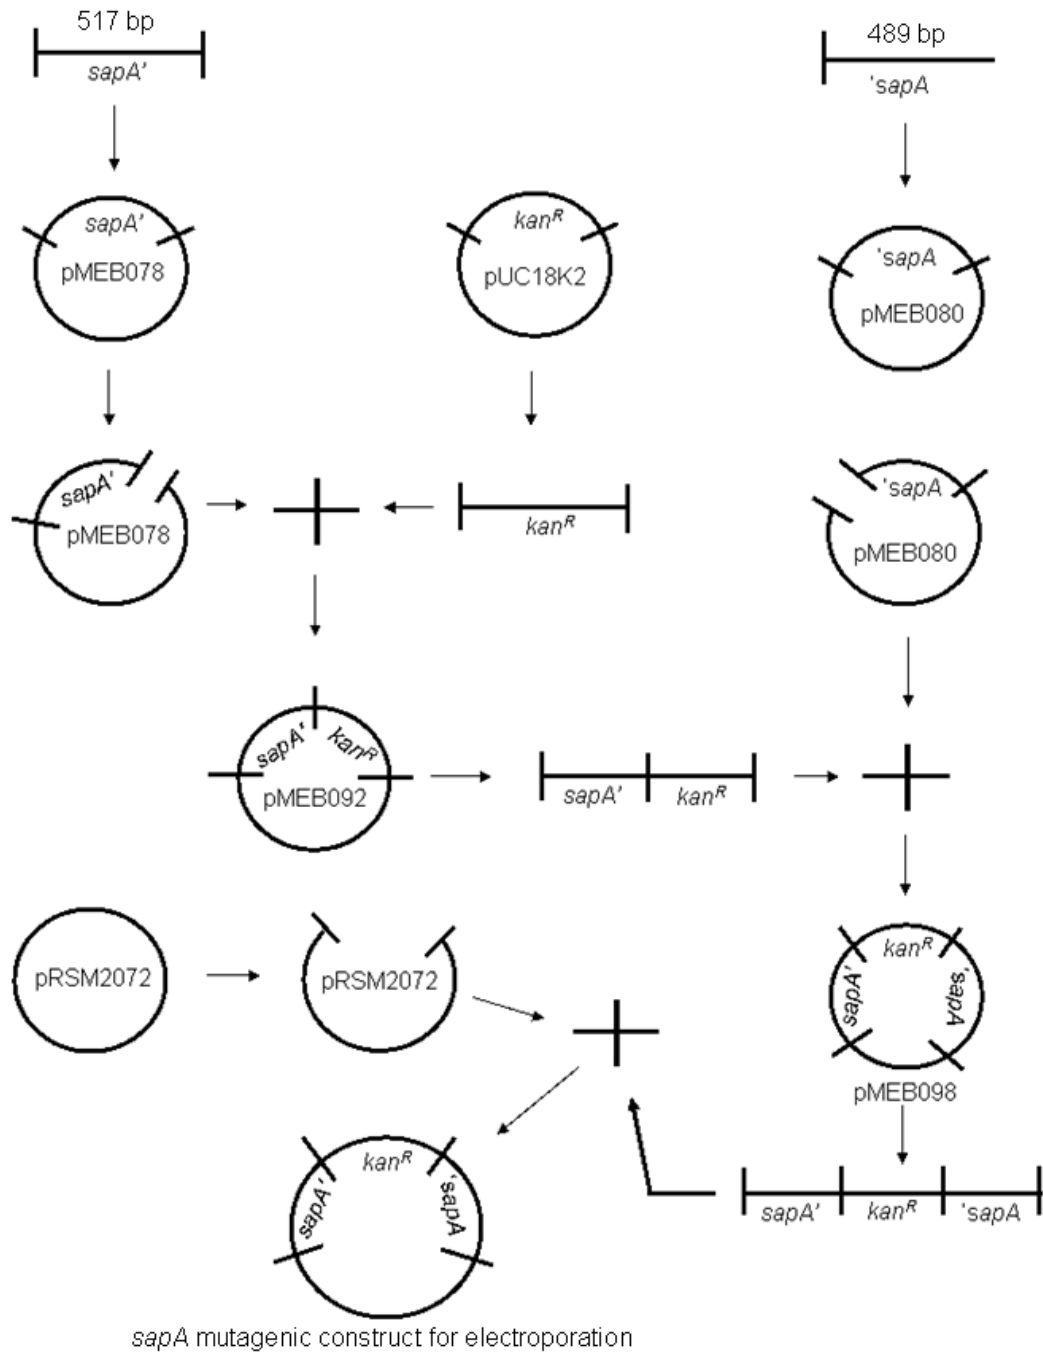 517 bp
sapA'
489 bp
'sapA
sapA'
pMEB078
kanR
pUC18K2
'sapA
pMEB080
sapA'
pMEB078
kanR
'sapA
pMEB080
sapA' kanR
pMEB092
sapA' kanR
pRSM2072
pRSM2072
kanR
sapA'
'sapA
pMEB098
kanR
sapA'
'sapA
sapA' kanR 'sapA
sapA mutagenic construct for electroporation